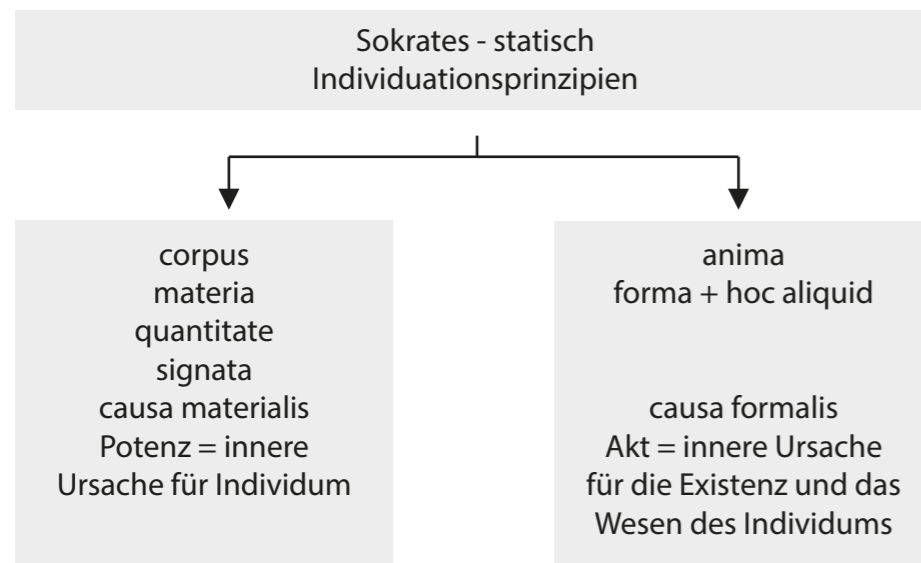 Sokrates - statisch
Individuationsprinzipien
corpus
materia
quantitate
signata
causa materialis
Potenz = innere
Ursache für Individum
anima
forma + hoc aliquid
causa formalis
Akt = innere Ursache
für die Existenz und das
Wesen des Individums